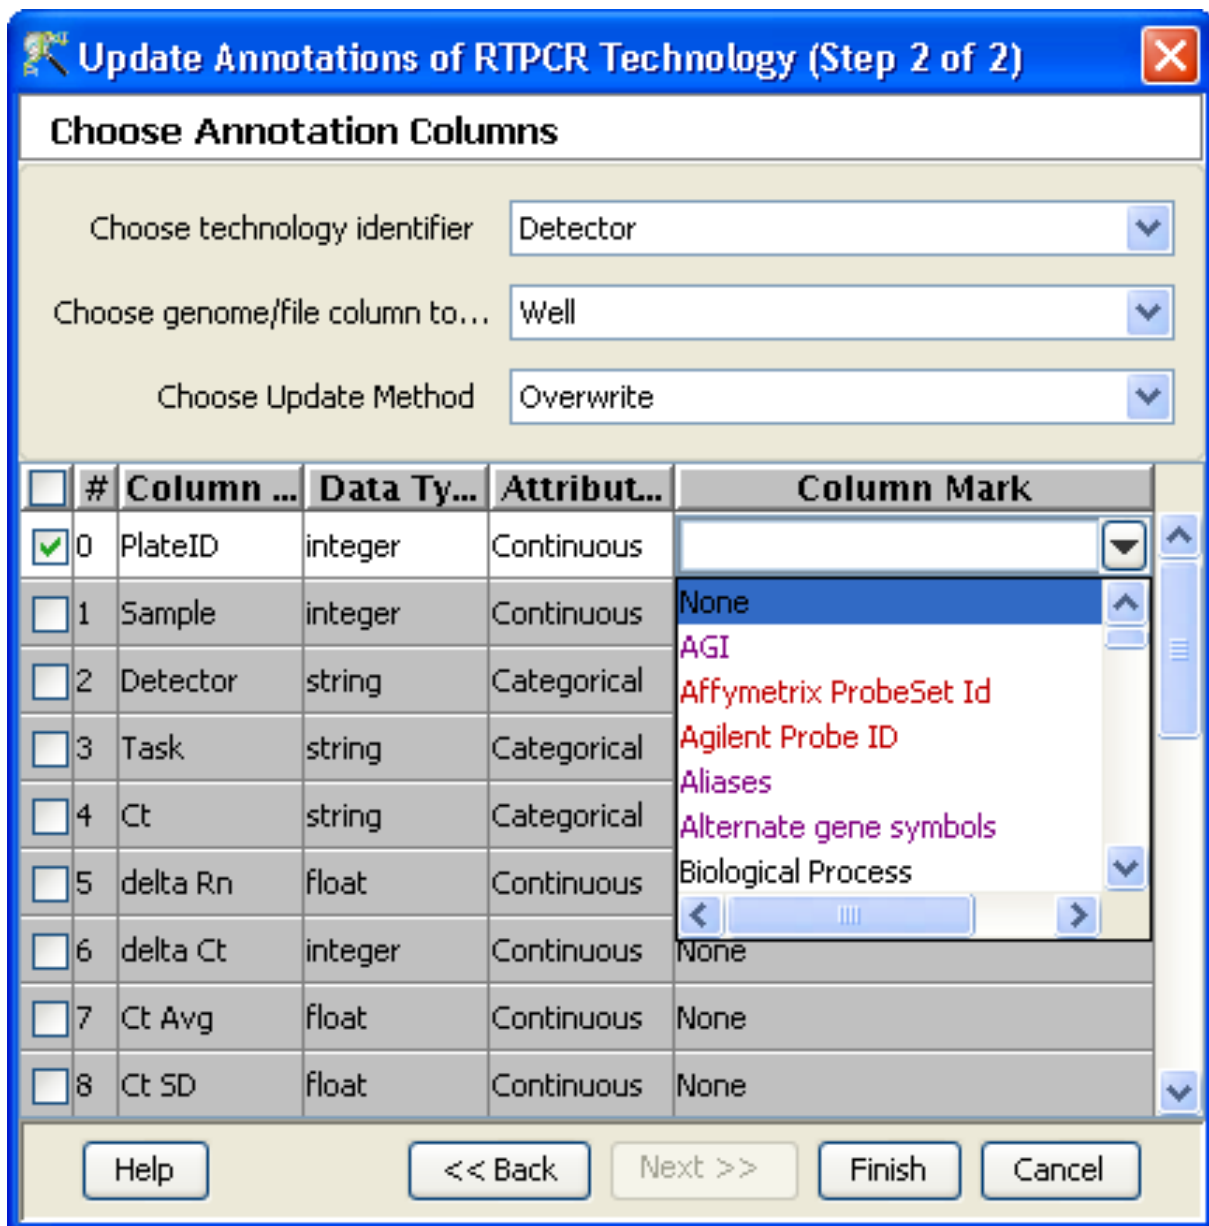 Update Annotations of RTPCR Technology (Step 2 of 2)
Choose Annotation Columns
Choose technology identifier Detector
Choose genome/file column to... Well
Choose Update Method Overwrite
# Column ... Data Ty... Attribut... Column Mark
0 PlateID integer Continuous
1 Sample integer Continuous None
AGI
2 Detector string Categorical Affymetrix ProbeSet Id
3 Task string Categorical Agilent Probe ID
Aliases
4 Ct string Categorical Alternate gene symbols
5 delta Rn float Continuous Biological Process
6 delta Ct integer Continuous None
7 Ct Avg float Continuous None
8 Ct SD float Continuous None
Help << Back Next >> Finish Cancel